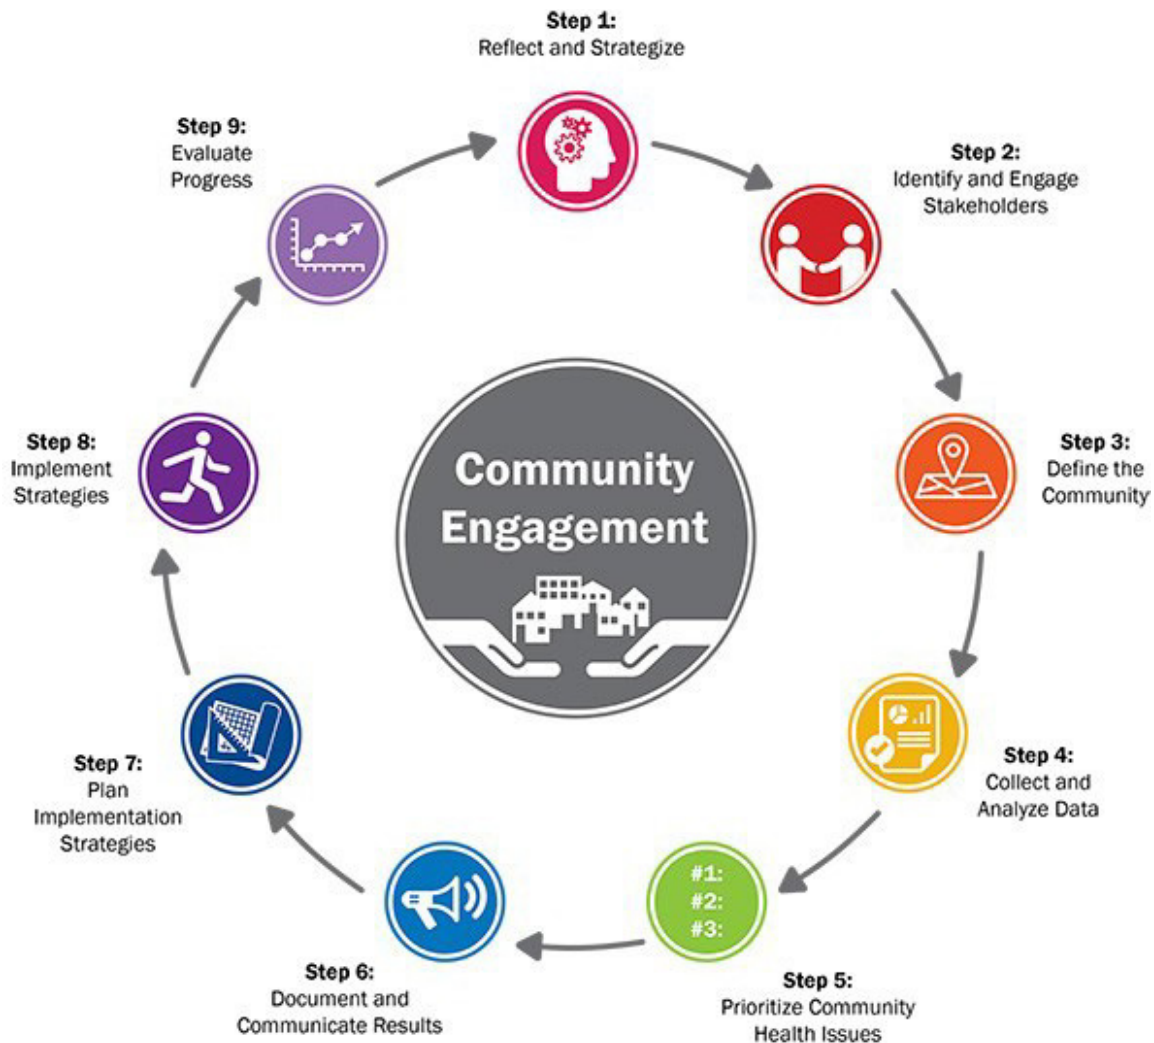 Step 1:
Reflect and Strategize
Step 2:
Identify and Engage
Stakeholders
Step 3:
Define the
Community
Step 4:
Collect and
Analyze Data
Step 5:
Prioritize Community
Health Issues
#1:
#2:
#3:
Step 6:
Document and
Communicate Results
Step 7:
Plan
Implementation
Strategies
Step 8:
Implement
Strategies
Step 9:
Evaluate
Progress
Community
Engagement